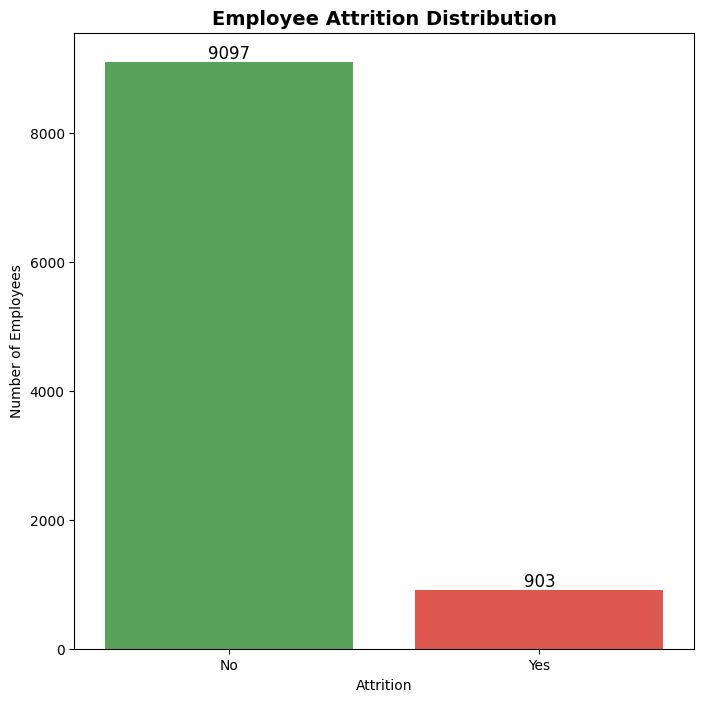 Employee Attrition Distribution
9097
8000
6000
4000
2000
0
903
Number of Employees
No
Yes
Attrition